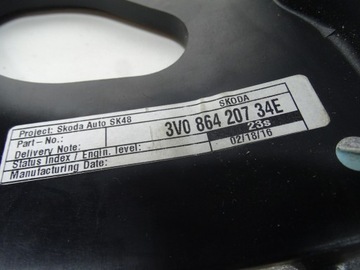 SKODA
Project: Skoda Auto SK48
Part-No.: 3V0 864 207 34E
Delivery Note:
Status Index / Engin. level: 23s
Manufacturing Date: 02/18/16